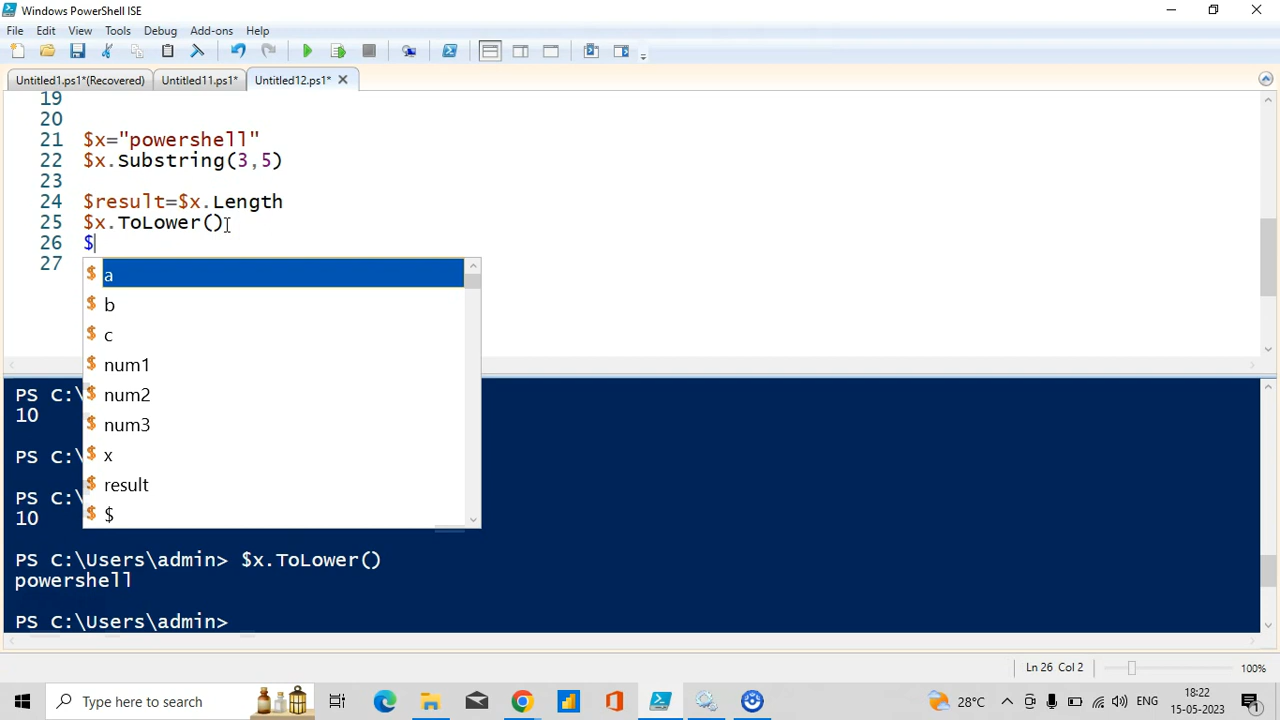 Windows PowerShell ISE
File Edit View Tools Debug Add-ons Help
Untitled1.ps1*(Recovered) Untitled11.ps1* Untitled12.ps1*
19
20
21 $x="powershell"
22 $x.Substring(3,5)
23
24 $result=$x.Length
25 $x.ToLower()
26 $
27
$ a
$ b
$ c
$ num1
$ num2
$ num3
$ x
$ result
$ $
PS C:\
10
PS C:\
PS C:\
10
PS C:\Users\admin> $x.ToLower()
powershell
PS C:\Users\admin>
Ln 26 Col 2 100%
Type here to search 28°C ENG 18:22
15-05-2023 1